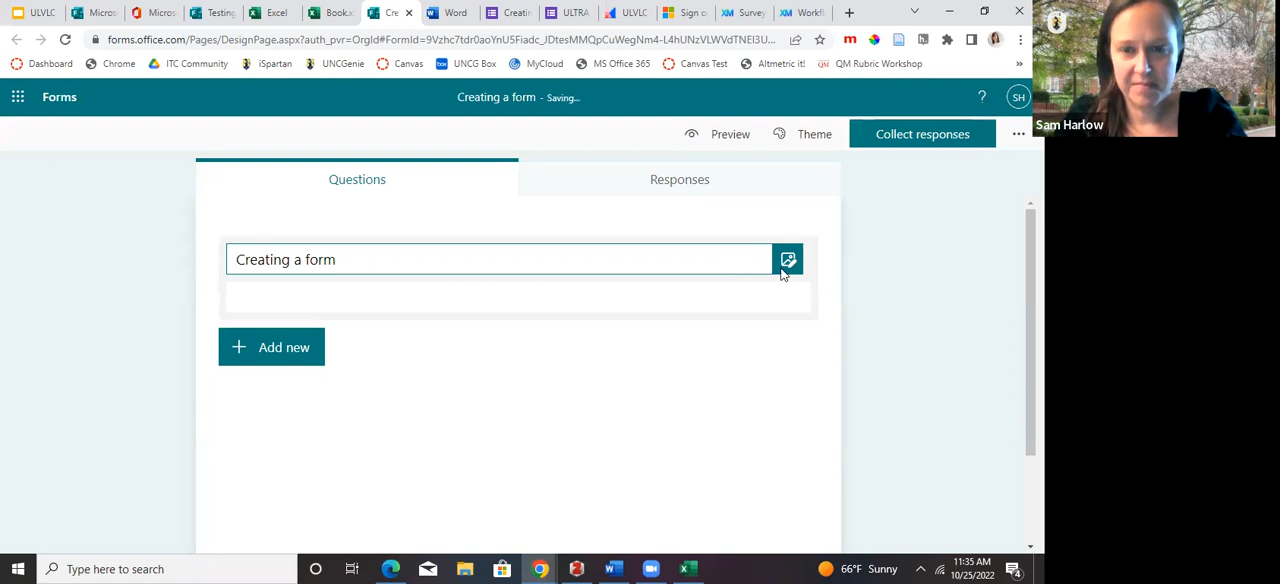 ULVLC
Micros
Micros
Testing
Excel
Book
Cre
Word
Creatin
ULTRA
ULVLC
Sign o
Survey
Workfl
forms.office.com/Pages/DesignPage.aspx?auth_pvr=OrgId#FormId=9Vzhc7tdr0aoYnU5Fiadc_JDtesMMQpCuWegNm4-L4hUNzVLWVdTNEI3U...
Dashboard
Chrome
ITC Community
iSpartan
UNCGenie
Canvas
UNCG Box
MyCloud
MS Office 365
Canvas Test
Altmetric it!
QM Rubric Workshop
»
Forms
Creating a form - Saving...
?
SH
Sam Harlow
Preview
Theme
Collect responses
Questions
Responses
Creating a form
Add new
Type here to search
66°F Sunny
11:35 AM
10/25/2022
4